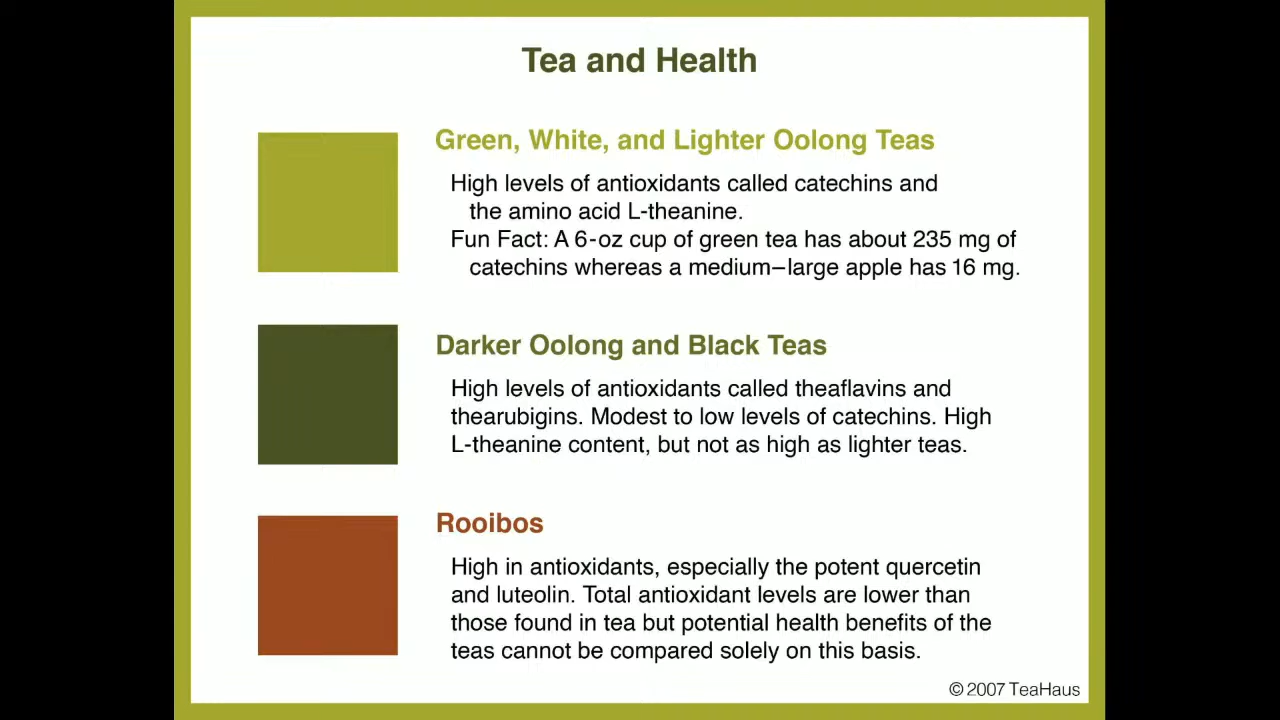 Tea and Health
Green, White, and Lighter Oolong Teas
High levels of antioxidants called catechins and
the amino acid L-theanine.
Fun Fact: A 6-oz cup of green tea has about 235 mg of
catechins whereas a medium–large apple has 16 mg.
Darker Oolong and Black Teas
High levels of antioxidants called theaflavins and
thearubigins. Modest to low levels of catechins. High
L-theanine content, but not as high as lighter teas.
Rooibos
High in antioxidants, especially the potent quercetin
and luteolin. Total antioxidant levels are lower than
those found in tea but potential health benefits of the
teas cannot be compared solely on this basis.
© 2007 TeaHaus